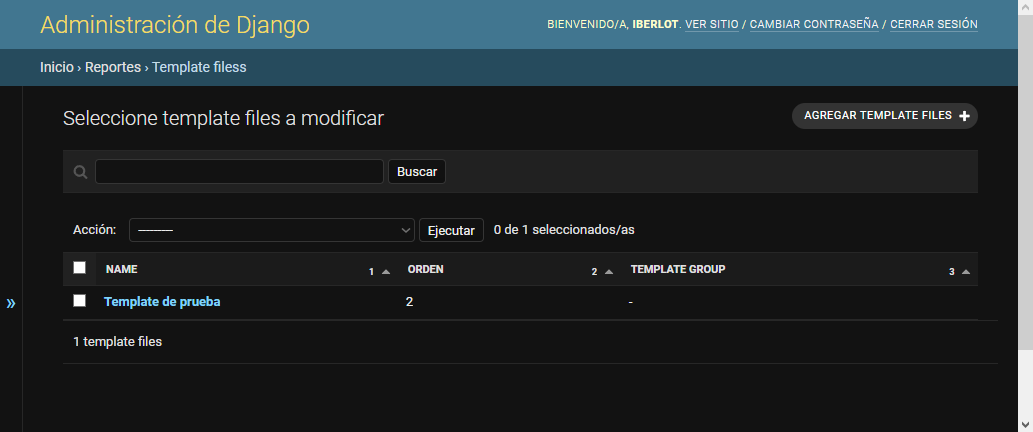 Administración de Django
BIENVENIDO/A, IBERLOT. VER SITIO / CAMBIAR CONTRASEÑA / CERRAR SESIÓN
Inicio › Reportes › Template filess
Seleccione template files a modificar
AGREGAR TEMPLATE FILES +
Buscar
Acción: --------- Ejecutar 0 de 1 seleccionados/as
NAME 1 ORDEN 2 TEMPLATE GROUP 3
»
Template de prueba 2 -
1 template files